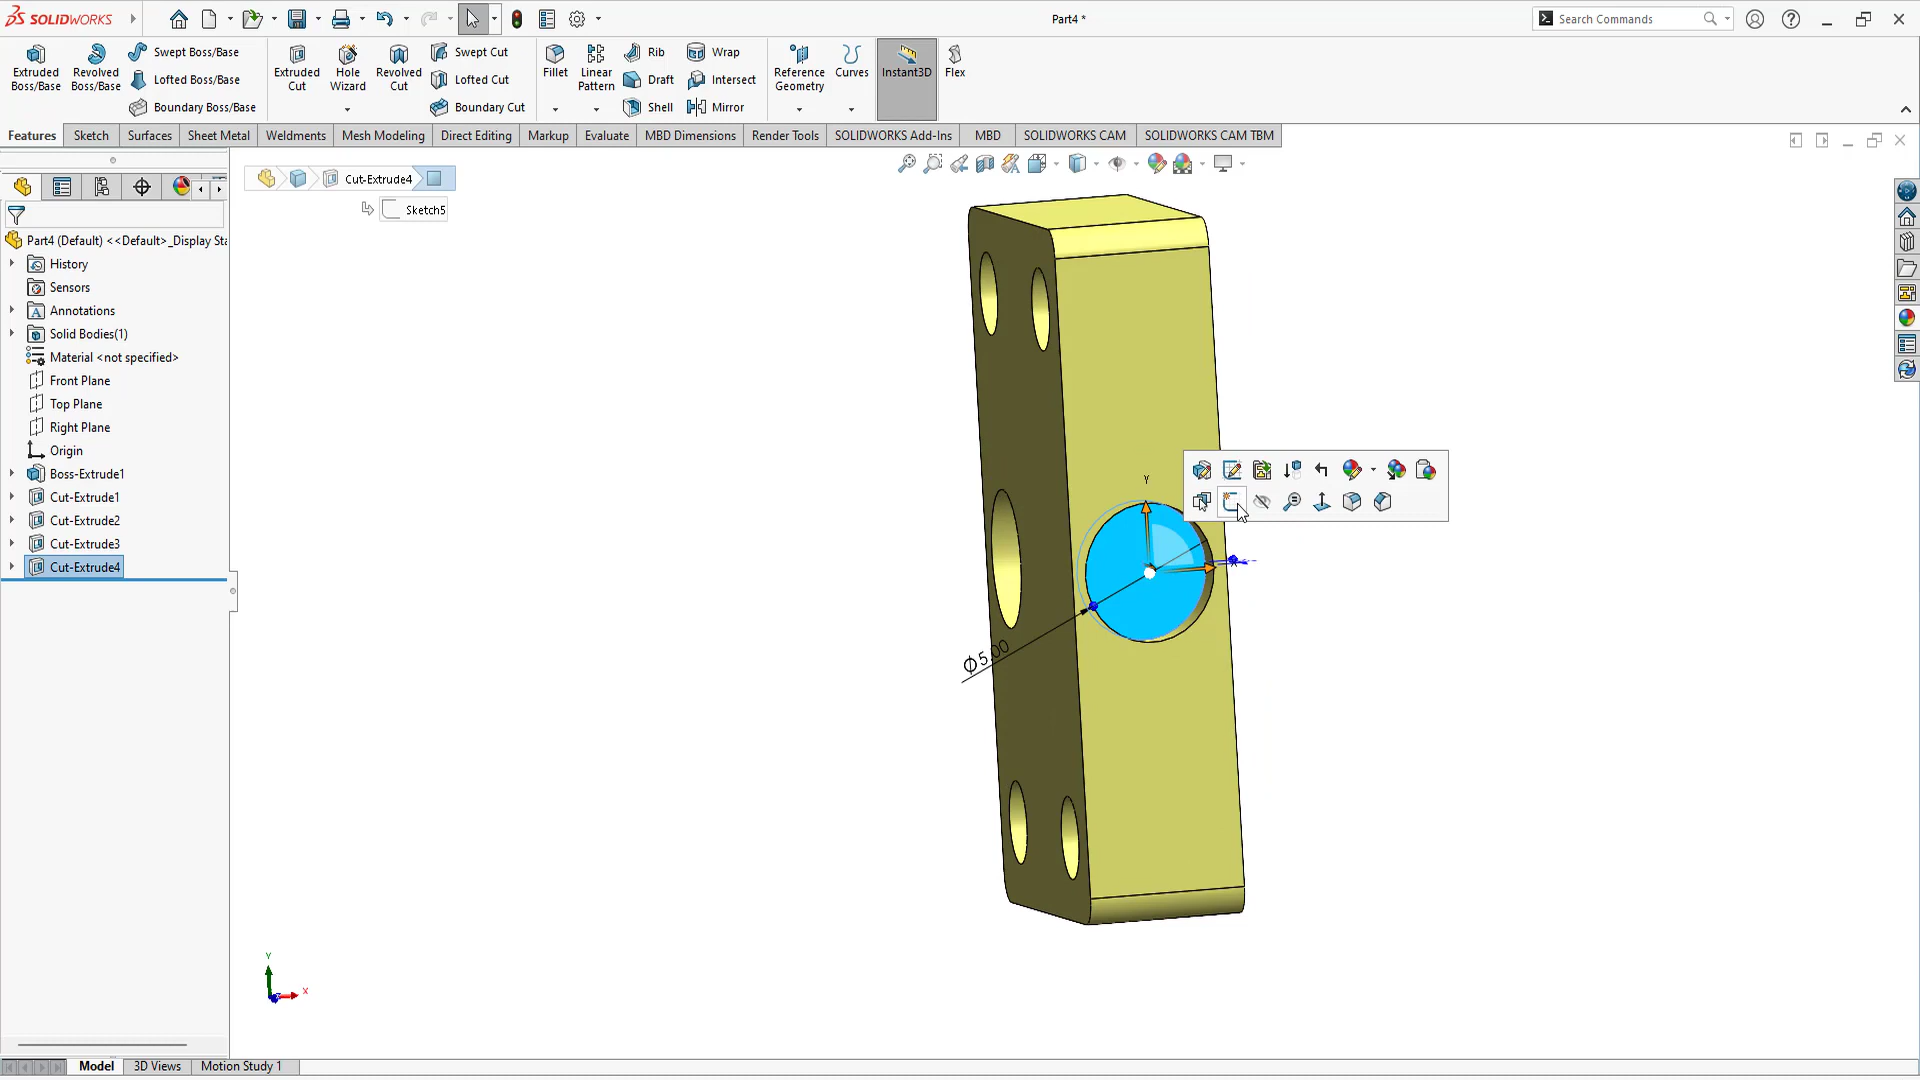 SOLIDWORKS
Part4 *
Search Commands
Extruded Boss/Base
Revolved Boss/Base
Swept Boss/Base
Lofted Boss/Base
Boundary Boss/Base
Extruded Cut
Hole Wizard
Revolved Cut
Swept Cut
Lofted Cut
Boundary Cut
Fillet
Linear Pattern
Rib
Draft
Shell
Wrap
Intersect
Mirror
Reference Geometry
Curves
Instant3D
Flex
Features
Sketch
Surfaces
Sheet Metal
Weldments
Mesh Modeling
Direct Editing
Markup
Evaluate
MBD Dimensions
Render Tools
SOLIDWORKS Add-Ins
MBD
SOLIDWORKS CAM
SOLIDWORKS CAM TBM
Cut-Extrude4
Sketch5
Part4 (Default) <<Default>_Display Sta
History
Sensors
Annotations
Solid Bodies(1)
Material <not specified>
Front Plane
Top Plane
Right Plane
Origin
Boss-Extrude1
Cut-Extrude1
Cut-Extrude2
Cut-Extrude3
Cut-Extrude4
Y
Φ5.00
Y
X
Model
3D Views
Motion Study 1